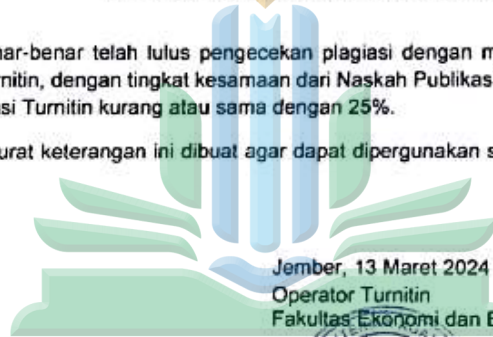 nar-benar telah lulus pengecekan plagiasi dengan m
rnitin, dengan tingkat kesamaan dari Naskah Publikas
si Turnitin kurang atau sama dengan 25%.
urat keterangan ini dibuat agar dapat dipergunakan s
Jember, 13 Maret 2024
Operator Turnitin
Fakultas Ekonomi dan B